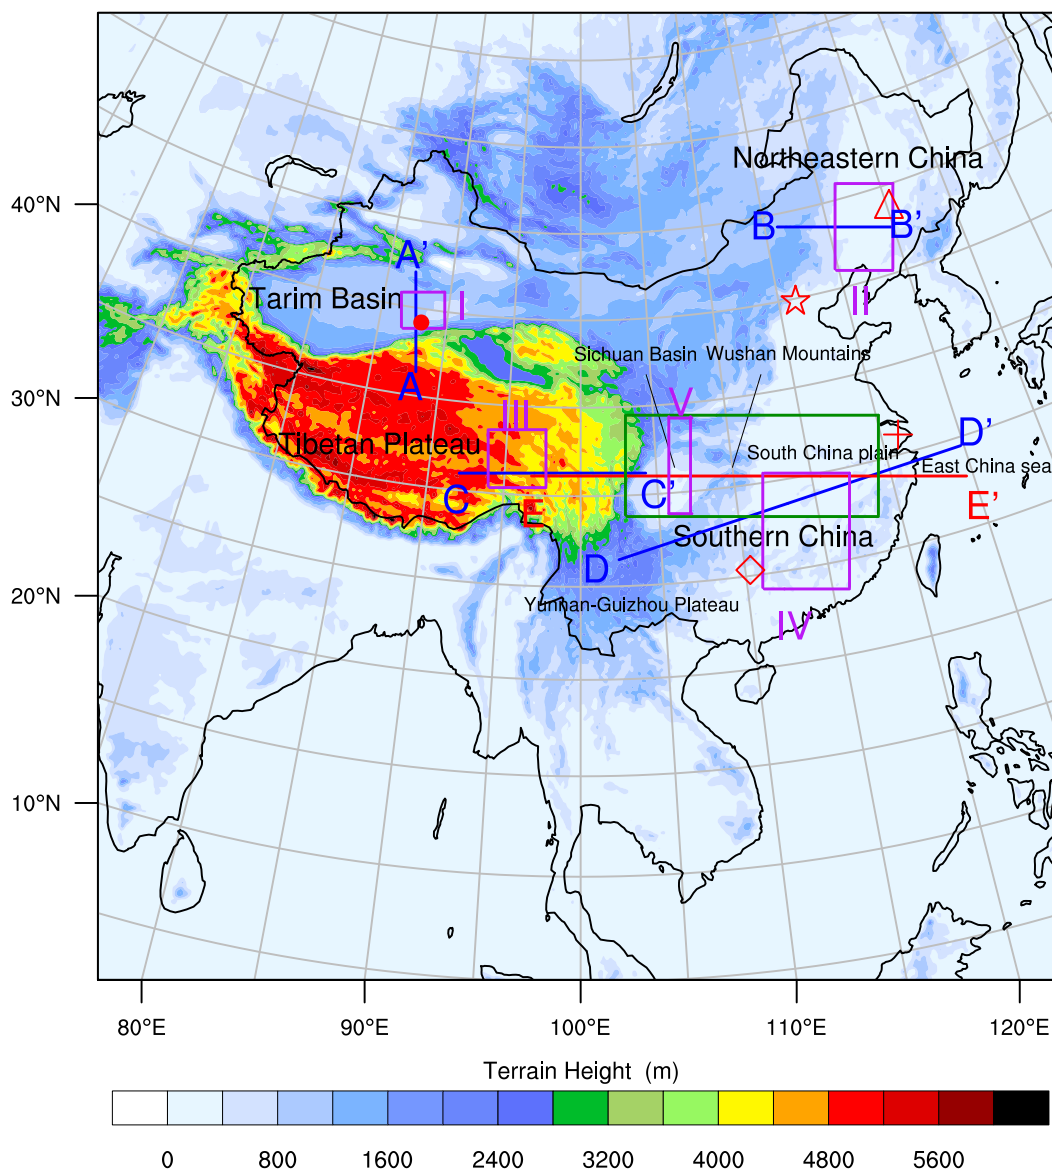 Northeastern China
40°N
B
B’
A’
Tarim Basin
I
II
Sichuan Basin
Wushan Mountains
A
30°N
V
III
D’
Tibetan Plateau
South China plain
East China sea
C
C’
E
E’
Southern China
D
20°N
Yunnan-Guizhou Plateau
IV
10°N
80°E
90°E
100°E
110°E
120°E
Terrain Height (m)
0
800
1600
2400
3200
4000
4800
5600